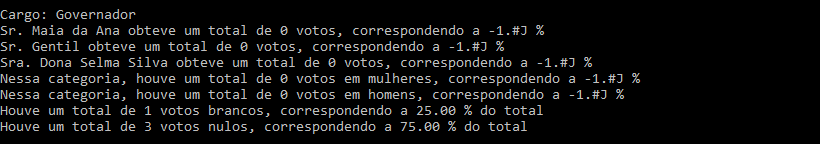 Cargo: Governador
Sr. Maia da Ana obteve um total de 0 votos, correspondendo a -1.#J %
Sr. Gentil obteve um total de 0 votos, correspondendo a -1.#J %
Sra. Dona Selma Silva obteve um total de 0 votos, correspondendo a -1.#J %
Nessa categoria, houve um total de 0 votos em mulheres, correspondendo a -1.#J %
Nessa categoria, houve um total de 0 votos em homens, correspondendo a -1.#J %
Houve um total de 1 votos brancos, correspondendo a 25.00 % do total
Houve um total de 3 votos nulos, correspondendo a 75.00 % do total